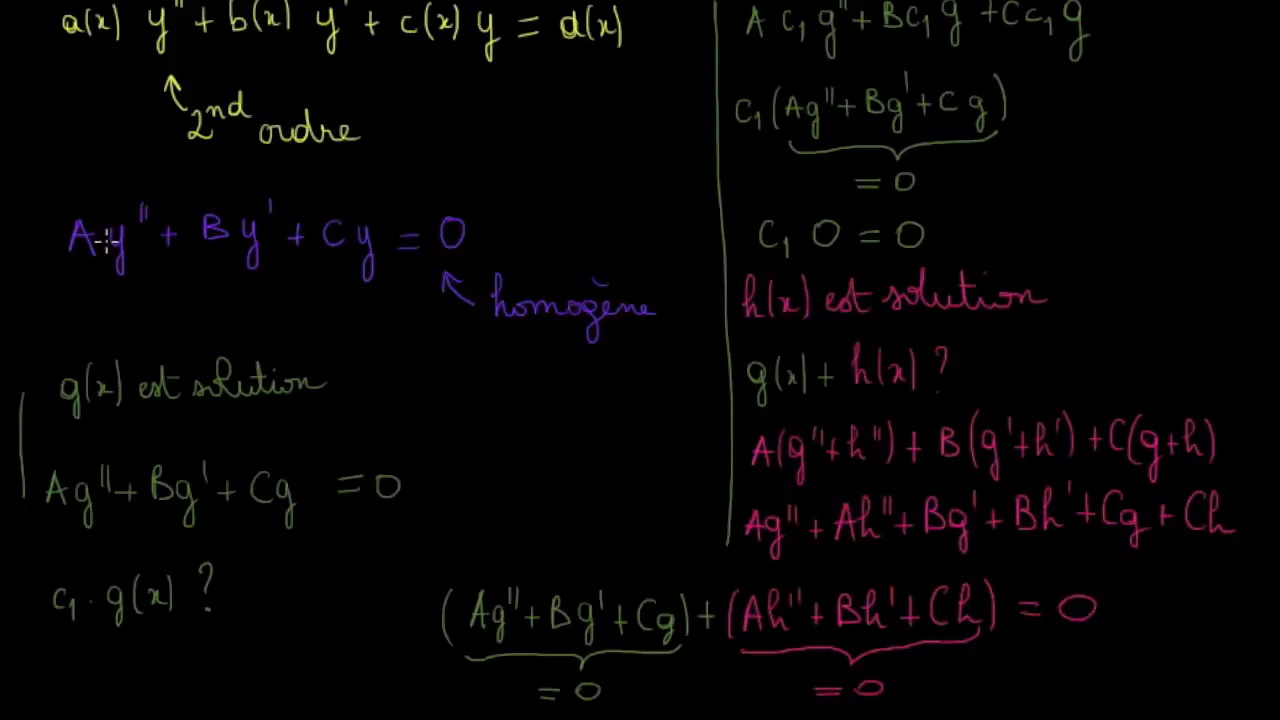 a(x) y'' + b(x) y' + c(x) y = d(x)
2nd
ordre
Ay'' + By' + Cy = 0
homogène
g(x) est solution
Ag'' + Bg' + Cg = 0
c₁ · g(x) ?
A c₁ g'' + B c₁ g' + C c₁ g
c₁ (Ag'' + Bg' + Cg)
= 0
c₁ 0 = 0
h(x) est solution
g(x) + h(x) ?
A(g'' + h'') + B(g' + h') + C(g + h)
Ag'' + Ah'' + Bg' + Bh' + Cg + Ch
(Ag'' + Bg' + Cg) + (Ah'' + Bh' + Ch) = 0
= 0 = 0